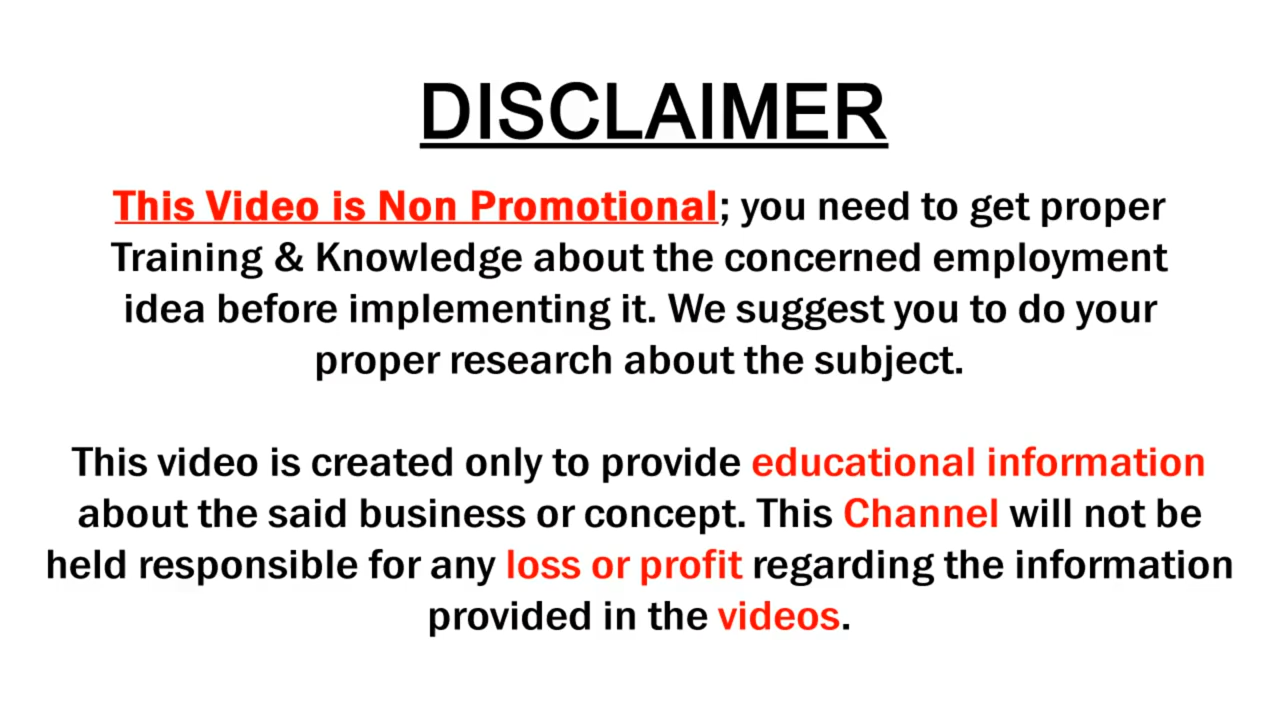 DISCLAIMER
This Video is Non Promotional; you need to get proper
Training & Knowledge about the concerned employment
idea before implementing it. We suggest you to do your
proper research about the subject.
This video is created only to provide educational information
about the said business or concept. This Channel will not be
held responsible for any loss or profit regarding the information
provided in the videos.